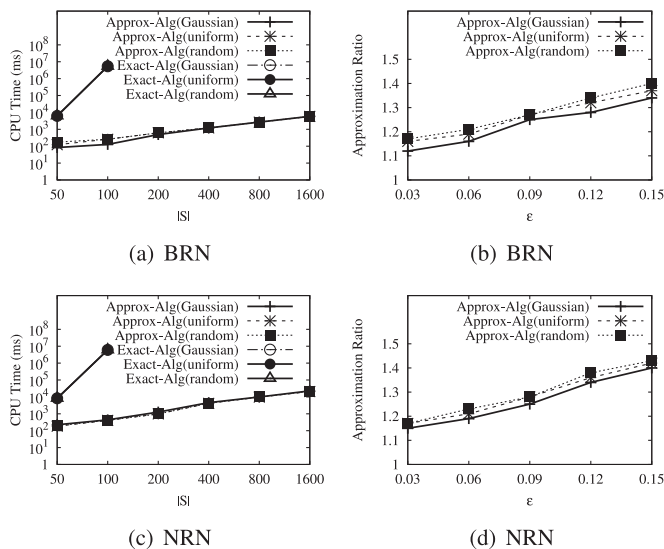 Approx-Alg(Gaussian)
Approx-Alg(uniform)
Approx-Alg(random)
Exact-Alg(Gaussian)
Exact-Alg(uniform)
Exact-Alg(random)
CPU Time (ms)
10^8
10^7
10^6
10^5
10^4
10^3
10^2
10^1
1
50 100 200 400 800 1600
|S|
(a) BRN
Approx-Alg(Gaussian)
Approx-Alg(uniform)
Approx-Alg(random)
Approximation Ratio
1.5
1.4
1.3
1.2
1.1
1
0.03 0.06 0.09 0.12 0.15
ε
(b) BRN
Approx-Alg(Gaussian)
Approx-Alg(uniform)
Approx-Alg(random)
Exact-Alg(Gaussian)
Exact-Alg(uniform)
Exact-Alg(random)
CPU Time (ms)
10^8
10^7
10^6
10^5
10^4
10^3
10^2
10^1
1
50 100 200 400 800 1600
|S|
(c) NRN
Approx-Alg(Gaussian)
Approx-Alg(uniform)
Approx-Alg(random)
Approximation Ratio
1.5
1.4
1.3
1.2
1.1
1
0.03 0.06 0.09 0.12 0.15
ε
(d) NRN